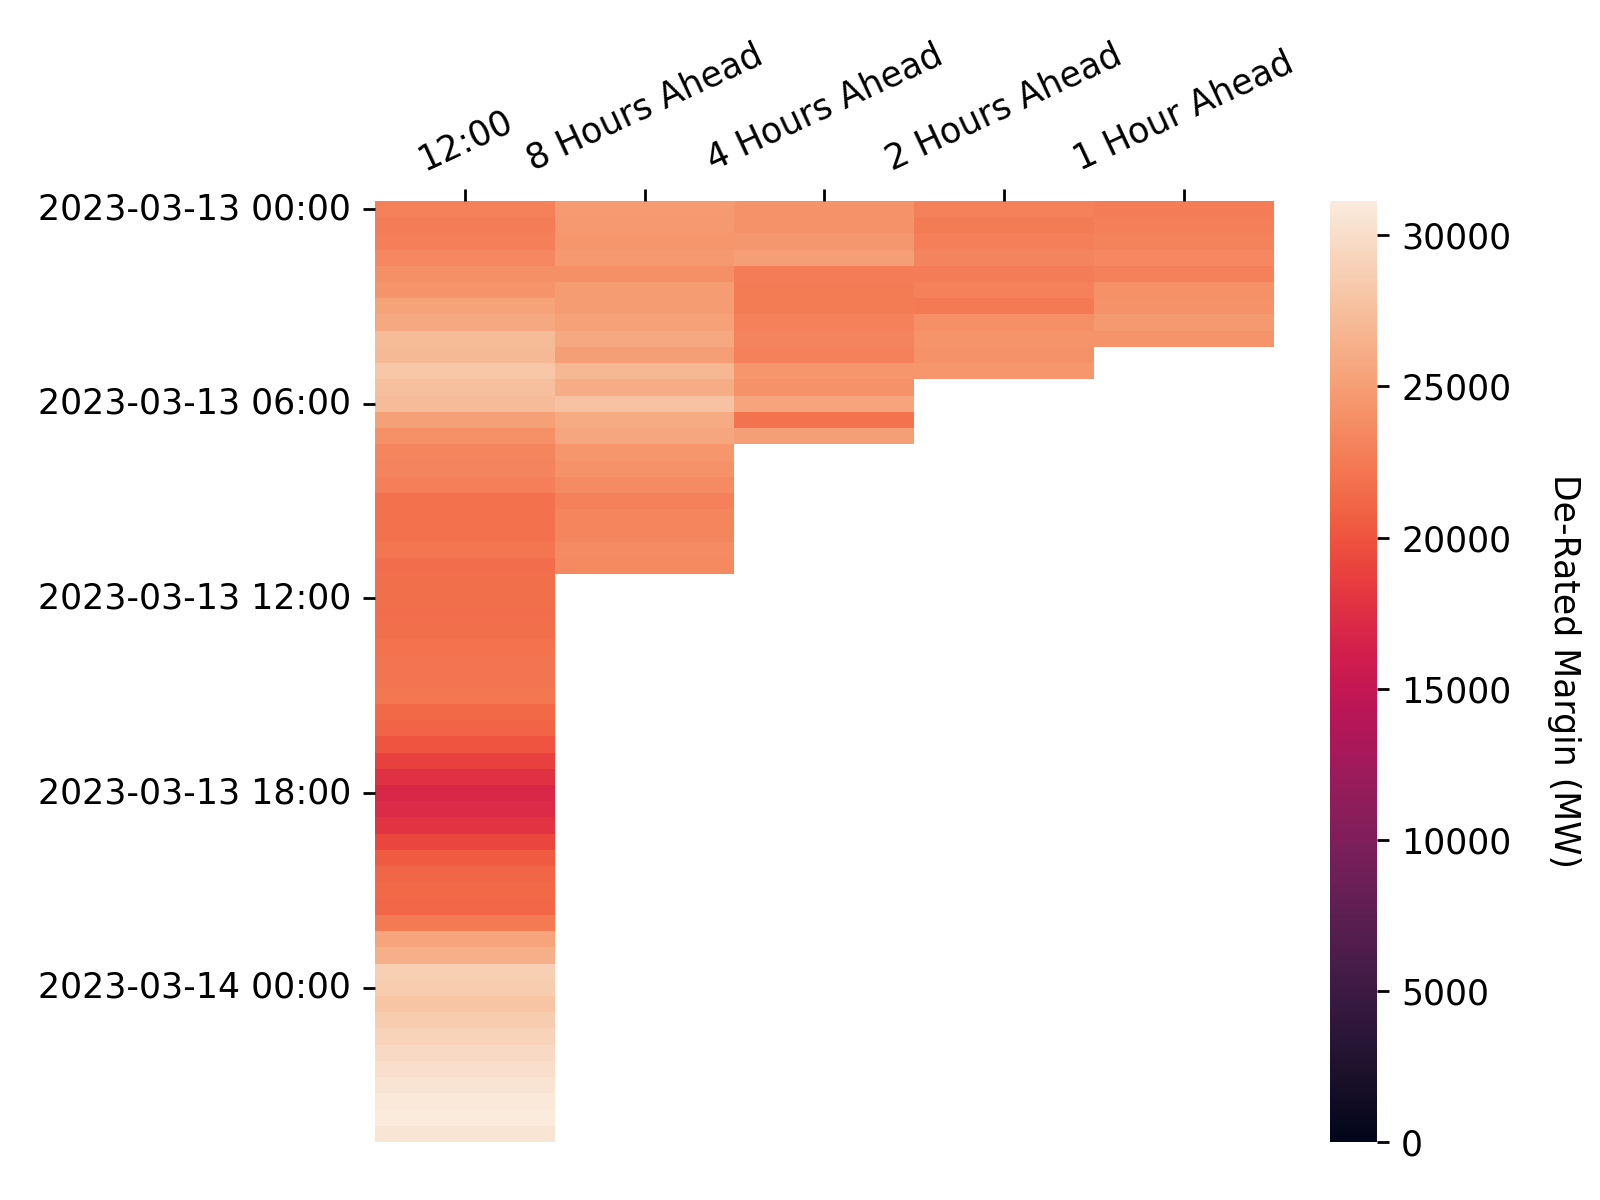 12:00
8 Hours Ahead
4 Hours Ahead
2 Hours Ahead
1 Hour Ahead
2023-03-13 00:00
2023-03-13 06:00
2023-03-13 12:00
2023-03-13 18:00
2023-03-14 00:00
30000
25000
20000
15000
10000
5000
0
De-Rated Margin (MW)